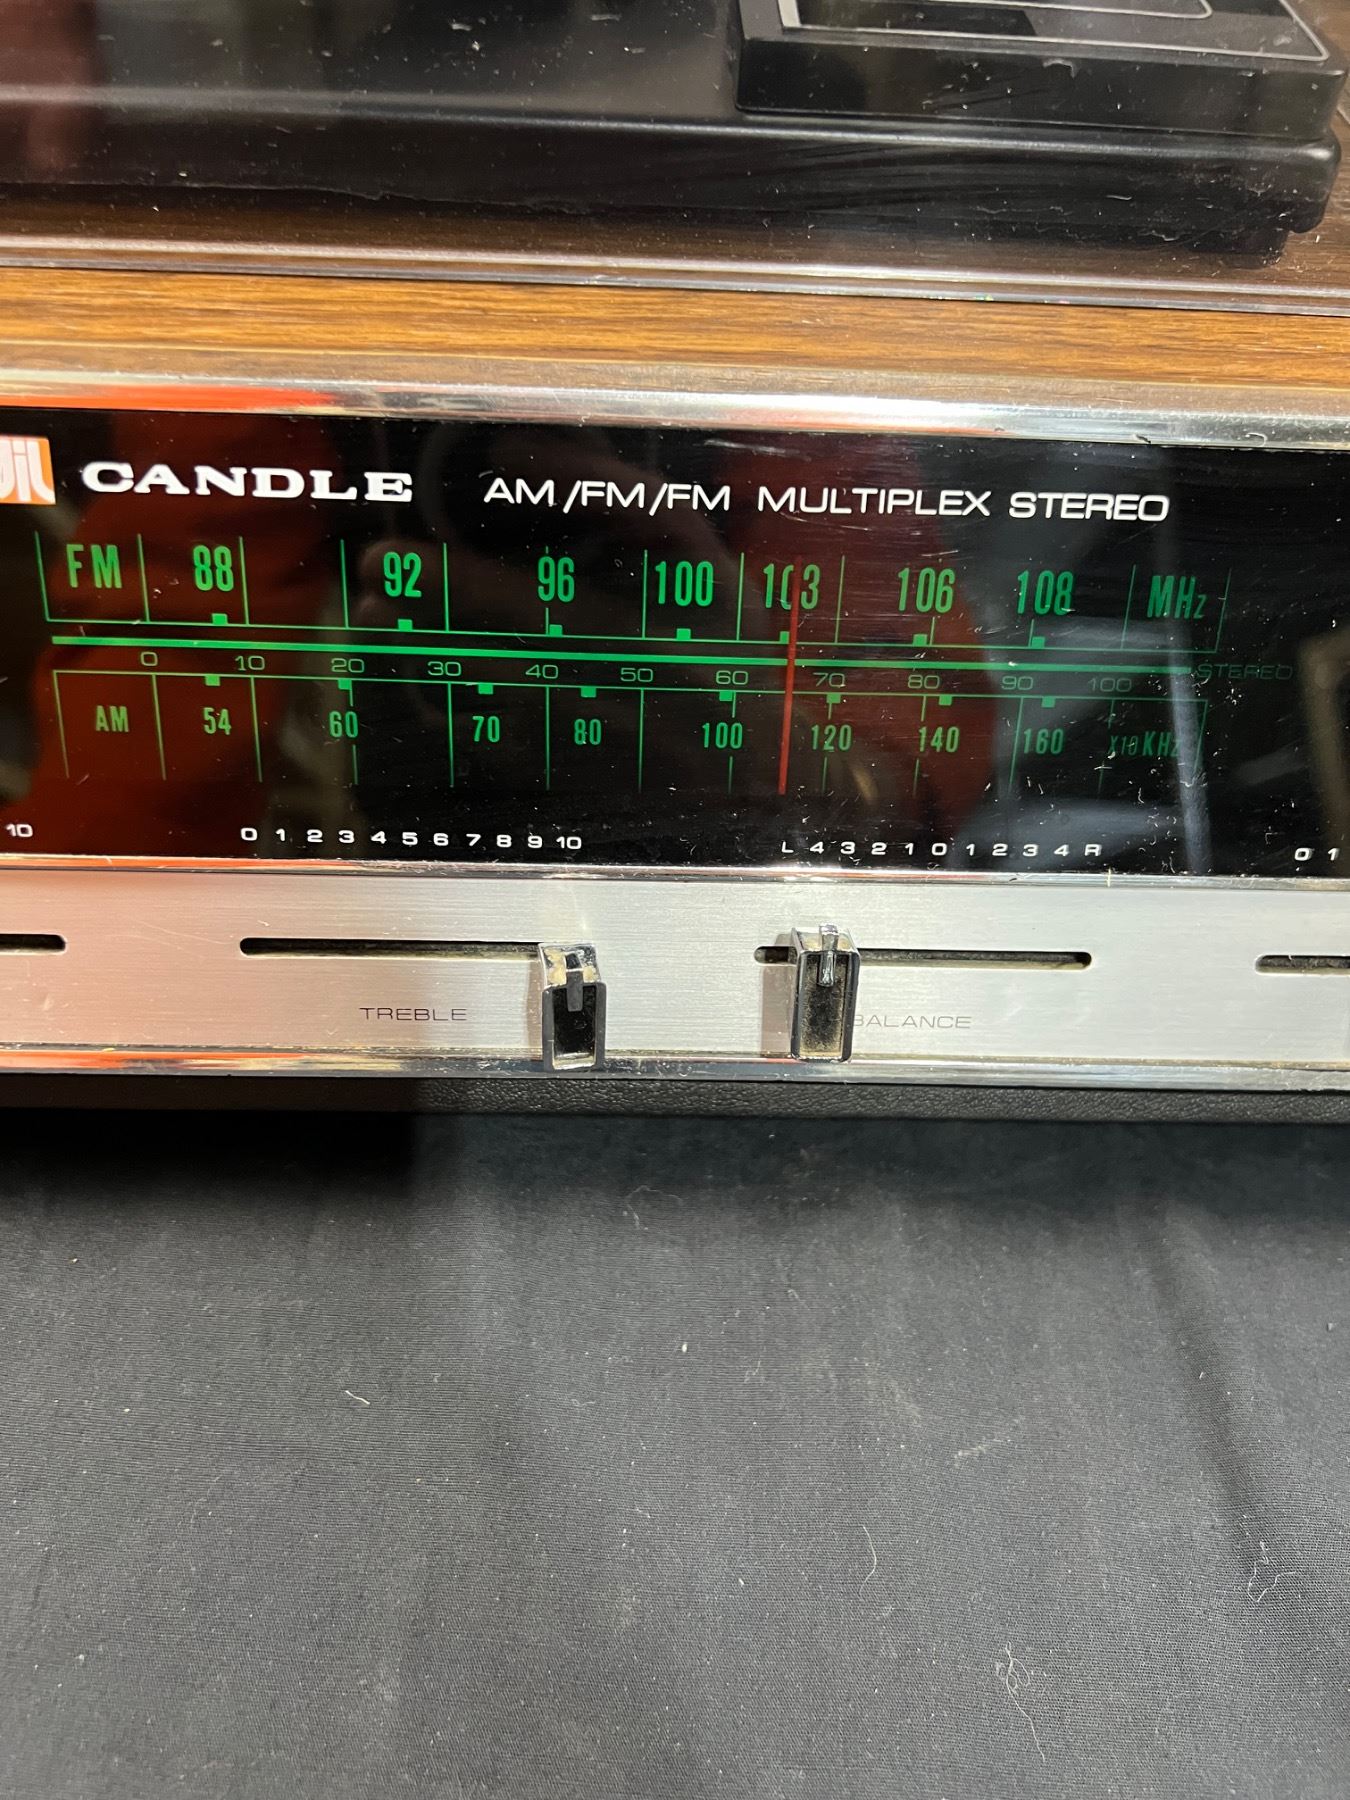 CANDLE AM/FM/FM MULTIPLEX STEREO
FM 88 92 96 100 103 106 108 MHz
0 10 20 30 40 50 60 70 80 90 100 STEREO
AM 54 60 70 80 100 120 140 160 X10KHz
10 0 1 2 3 4 5 6 7 8 9 10 L 4 3 2 1 0 1 2 3 4 R 0 1
TREBLE BALANCE